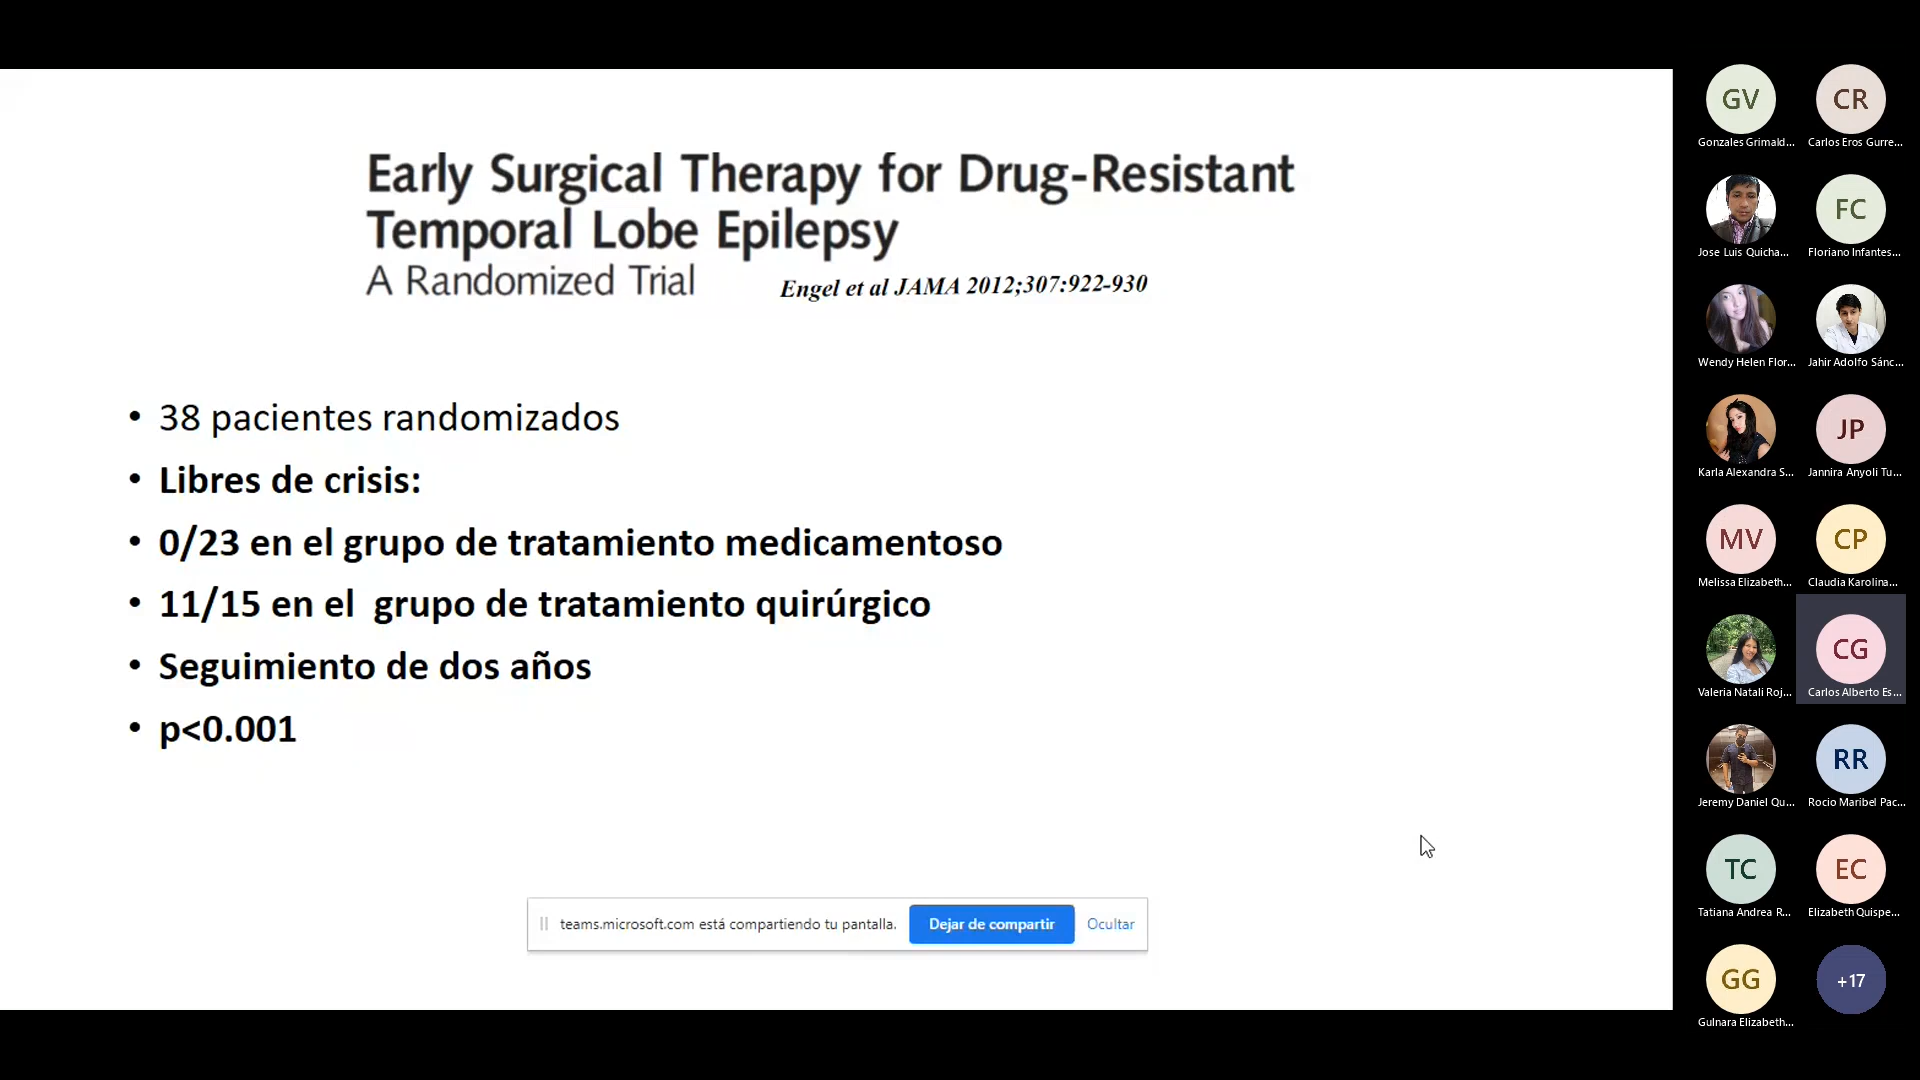 Early Surgical Therapy for Drug-Resistant
Temporal Lobe Epilepsy
A Randomized Trial
Engel et al JAMA 2012;307:922-930
• 38 pacientes randomizados
• Libres de crisis:
• 0/23 en el grupo de tratamiento medicamentoso
• 11/15 en el grupo de tratamiento quirúrgico
• Seguimiento de dos años
• p<0.001
teams.microsoft.com está compartiendo tu pantalla.
Dejar de compartir
Ocultar
GV
Gonzales Grimald...
CR
Carlos Eros Gurre...
Jose Luis Quicha...
FC
Floriano Infantes...
Wendy Helen Flor...
Jahir Adolfo Sánc...
Karla Alexandra S...
JP
Jannira Anyoli Tu...
MV
Melissa Elizabeth...
CP
Claudia Karolina...
Valeria Natali Roj...
CG
Carlos Alberto Es...
Jeremy Daniel Qu...
RR
Rocio Maribel Pac...
TC
Tatiana Andrea R...
EC
Elizabeth Quispe...
GG
Gulnara Elizabeth...
+17